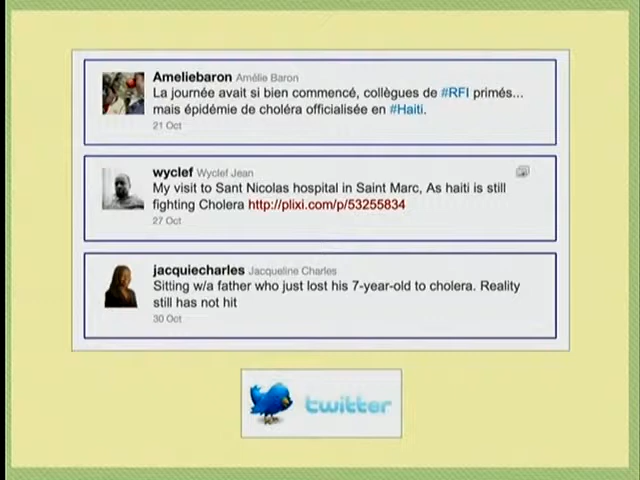 Ameliebaron Amélie Baron
La journée avait si bien commencé, collègues de #RFI primés...
mais épidémie de choléra officialisée en #Haiti.
21 Oct
wyclef Wyclef Jean
My visit to Sant Nicolas hospital in Saint Marc, As haiti is still
fighting Cholera http://plixi.com/p/53255834
27 Oct
jacquiecharles Jacqueline Charles
Sitting w/a father who just lost his 7-year-old to cholera. Reality
still has not hit
30 Oct
twitter